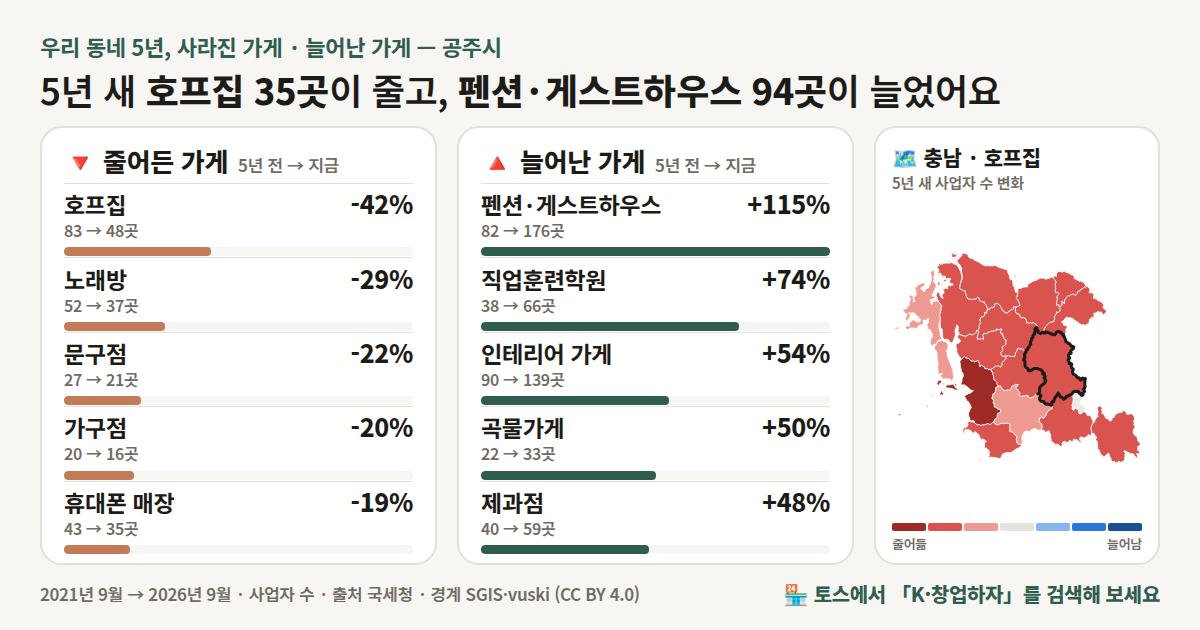 우리 동네 5년, 사라진 가게 · 늘어난 가게 — 공주시
5년 새 호프집 35곳이 줄고, 펜션·게스트하우스 94곳이 늘었어요
줄어든 가게 5년 전 → 지금
호프집 -42%
83 → 48곳
노래방 -29%
52 → 37곳
문구점 -22%
27 → 21곳
가구점 -20%
20 → 16곳
휴대폰 매장 -19%
43 → 35곳
늘어난 가게 5년 전 → 지금
펜션·게스트하우스 +115%
82 → 176곳
직업훈련학원 +74%
38 → 66곳
인테리어 가게 +54%
90 → 139곳
곡물가게 +50%
22 → 33곳
제과점 +48%
40 → 59곳
충남 · 호프집
5년 새 사업자 수 변화
줄어듦 늘어남
2021년 9월 → 2026년 9월 · 사업자 수 · 출처 국세청 · 경계 SGIS·vuski (CC BY 4.0)
토스에서 「K·창업하자」를 검색해 보세요